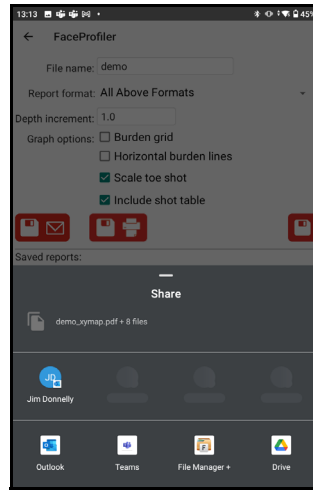 13:13
45%
FaceProfiler
File name: demo
Report format: All Above Formats
Depth increment: 1.0
Graph options: Burden grid
Horizontal burden lines
Scale toe shot
Include shot table
Saved reports:
Share
demo_xymap.pdf + 8 files
JD
Jim Donnelly
Outlook Teams File Manager + Drive